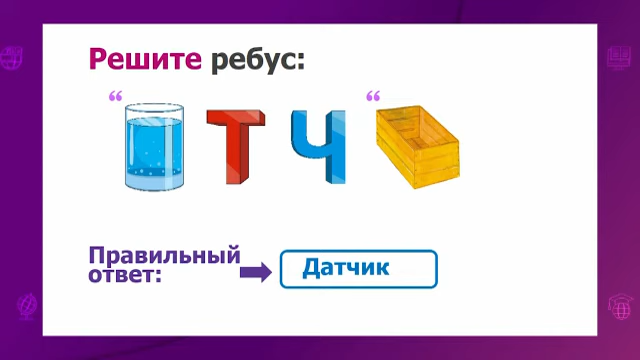 Решите ребус:
“ Т Ч “
Правильный
ответ:
Датчик